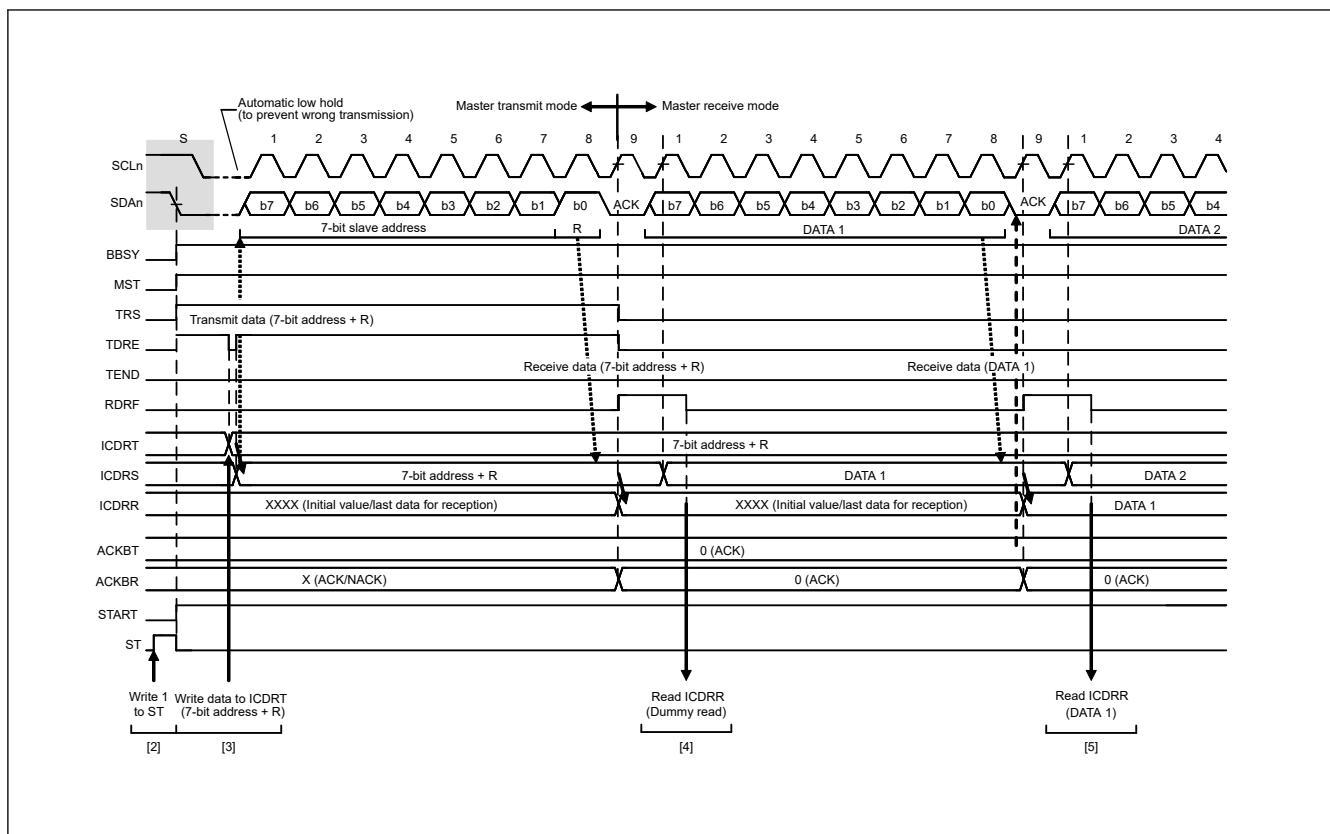 Automatic low hold
(to prevent wrong transmission)
Master transmit mode Master receive mode
S 1 2 3 4 5 6 7 8 9 1 2 3 4 5 6 7 8 9 1 2 3 4
SCLn
SDAn b7 b6 b5 b4 b3 b2 b1 b0 ACK b7 b6 b5 b4 b3 b2 b1 b0 ACK b7 b6 b5 b4
7-bit slave address R DATA 1 DATA 2
BBSY
MST
TRS
Transmit data (7-bit address + R)
TDRE
Receive data (7-bit address + R) Receive data (DATA 1)
TEND
RDRF
ICDRT 7-bit address + R
ICDRS 7-bit address + R DATA 1 DATA 2
ICDRR XXXX (Initial value/last data for reception) XXXX (Initial value/last data for reception) DATA 1
ACKBT 0 (ACK)
ACKBR X (ACK/NACK) 0 (ACK) 0 (ACK)
START
ST
Write 1 Write data to ICDRT Read ICDRR Read ICDRR
to ST (7-bit address + R) (Dummy read) (DATA 1)
[2] [3] [4] [5]